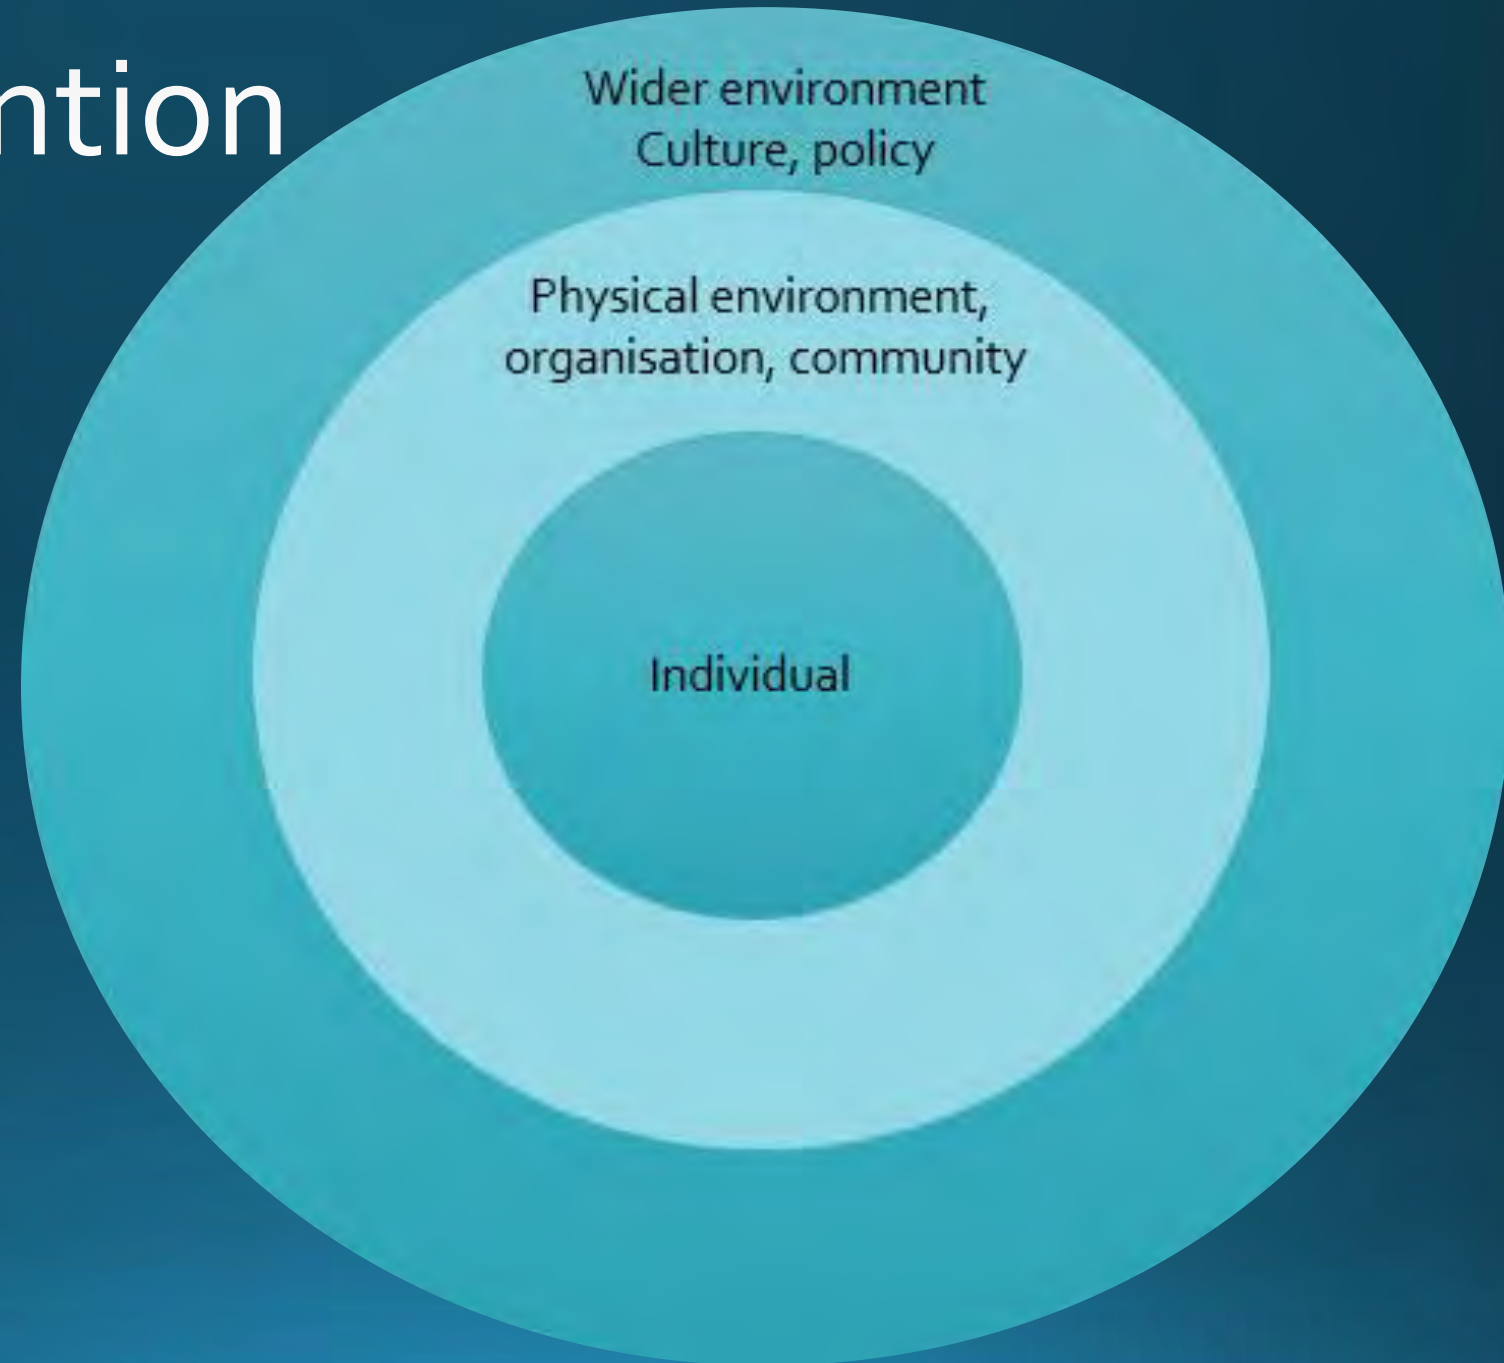 ntion
Wider environment
Culture, policy
Physical environment,
organisation, community
Individual